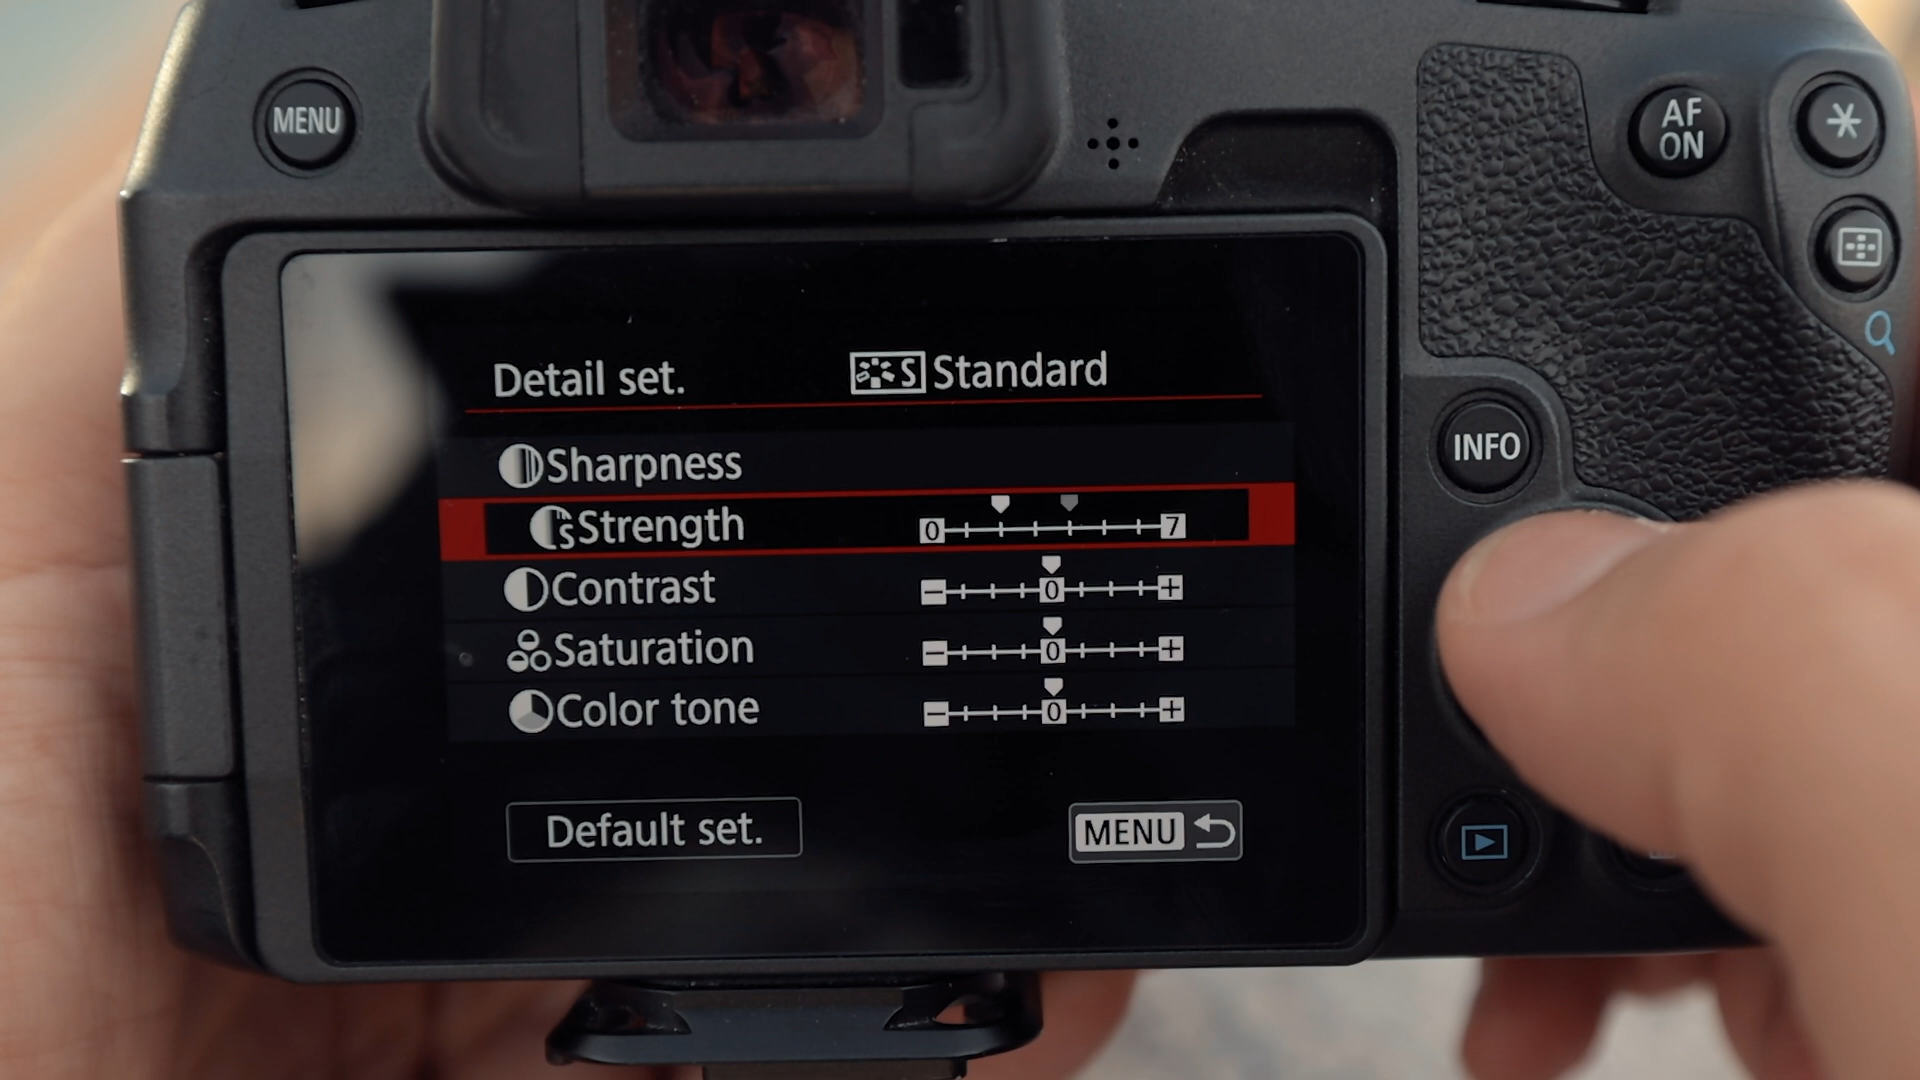 MENU
AF
ON
Detail set. S Standard
Sharpness
INFO
S Strength 0 7
Contrast − 0 +
Saturation − 0 +
Color tone − 0 +
Default set. MENU